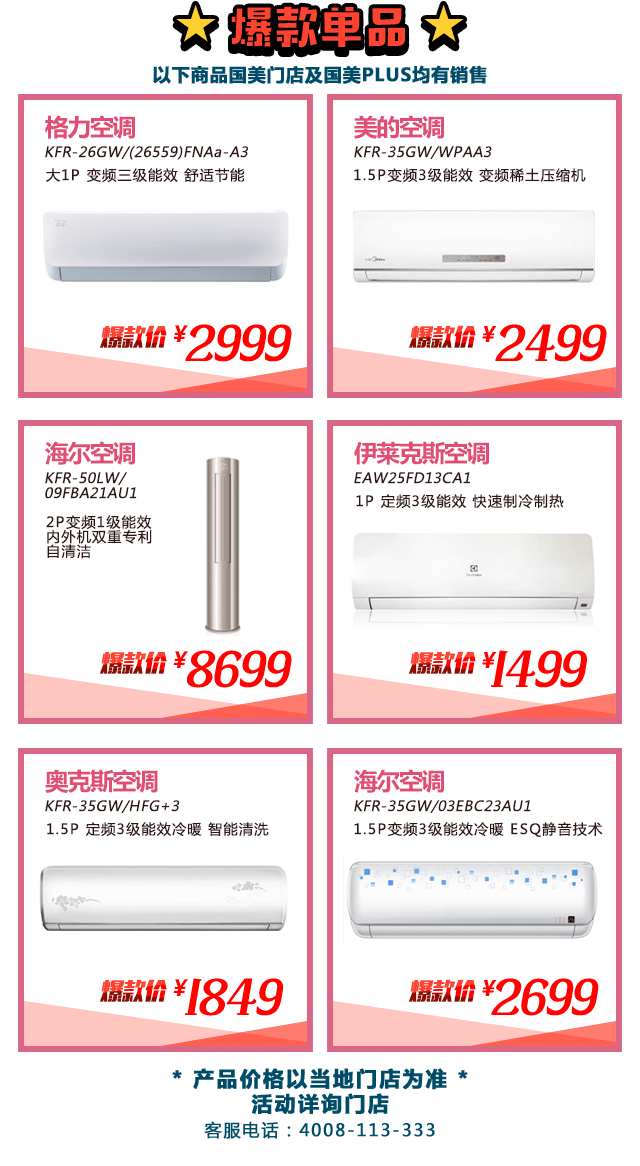 爆款单品
以下商品国美门店及国美PLUS均有销售
格力空调
KFR-26GW/(26559)FNAa-A3
大1P 变频三级能效 舒适节能
爆款价 ¥2999
美的空调
KFR-35GW/WPAA3
1.5P变频3级能效 变频稀土压缩机
Midea
爆款价 ¥2499
海尔空调
KFR-50LW/
09FBA21AU1
2P变频1级能效
内外机双重专利
自清洁
爆款价 ¥8699
伊莱克斯空调
EAW25FD13CA1
1P 定频3级能效 快速制冷制热
爆款价 ¥1499
奥克斯空调
KFR-35GW/HFG+3
1.5P 定频3级能效冷暖 智能清洗
爆款价 ¥1849
海尔空调
KFR-35GW/03EBC23AU1
1.5P变频3级能效冷暖 ESQ静音技术
爆款价 ¥2699
* 产品价格以当地门店为准 *
活动详询门店
客服电话：4008-113-333